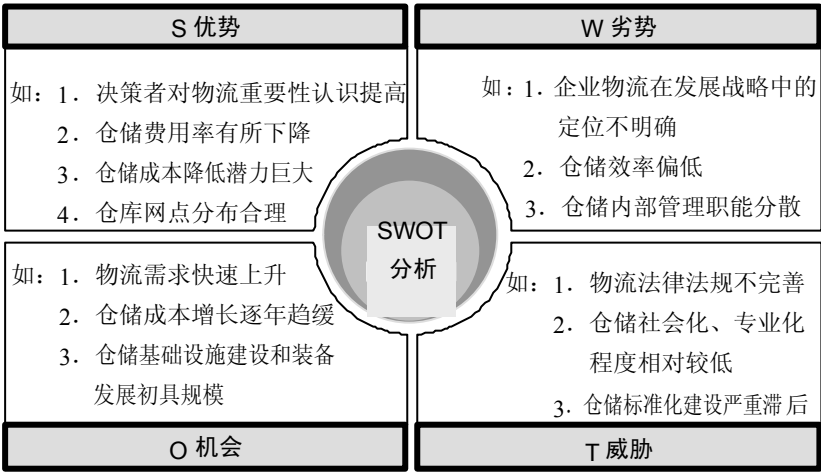 S 优势
如：1．决策者对物流重要性认识提高
2．仓储费用率有所下降
3．仓储成本降低潜力巨大
4．仓库网点分布合理
W 劣势
如：1．企业物流在发展战略中的
定位不明确
2．仓储效率偏低
3．仓储内部管理职能分散
SWOT
分析
如：1．物流需求快速上升
2．仓储成本增长逐年趋缓
3．仓储基础设施建设和装备
发展初具规模
O 机会
如：1．物流法律法规不完善
2．仓储社会化、专业化
程度相对较低
3．仓储标准化建设严重滞后
T 威胁